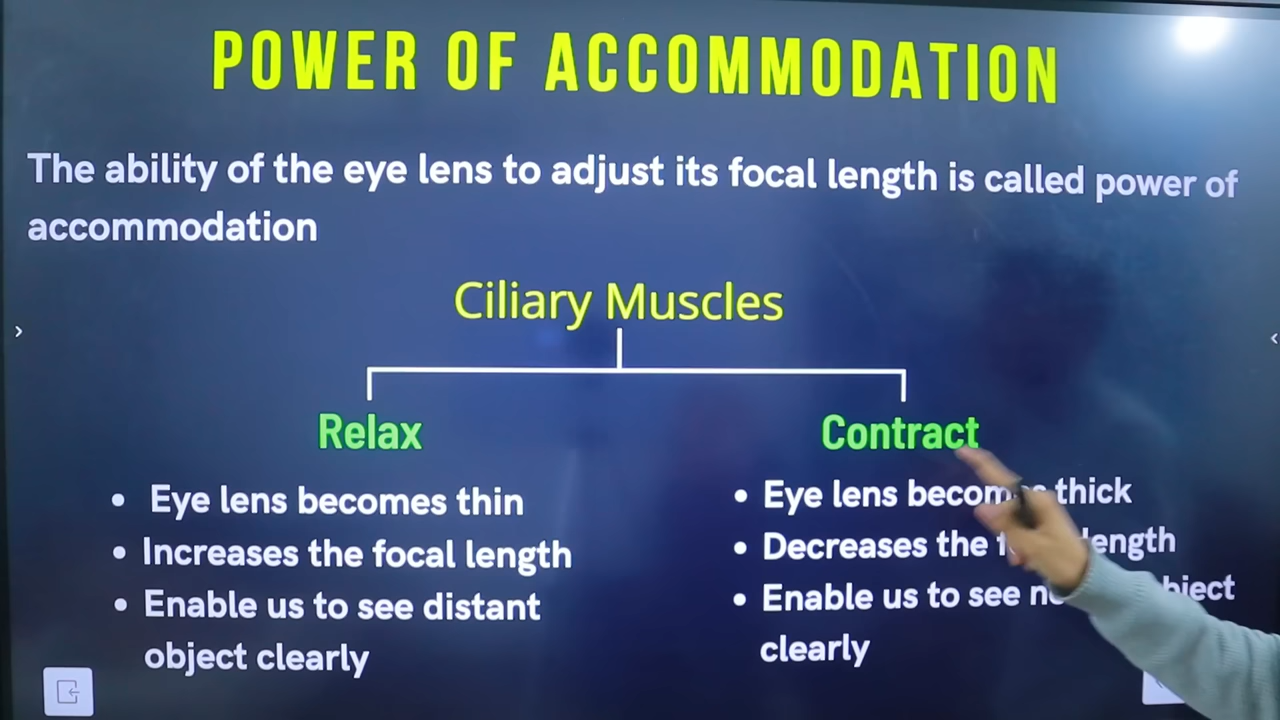 POWER OF ACCOMMODATION
The ability of the eye lens to adjust its focal length is called power of
accommodation
Ciliary Muscles
Relax
Contract
• Eye lens becomes thin
• Increases the focal length
• Enable us to see distant
object clearly
• Eye lens becomes thick
• Decreases the length
• Enable us to see
clearly